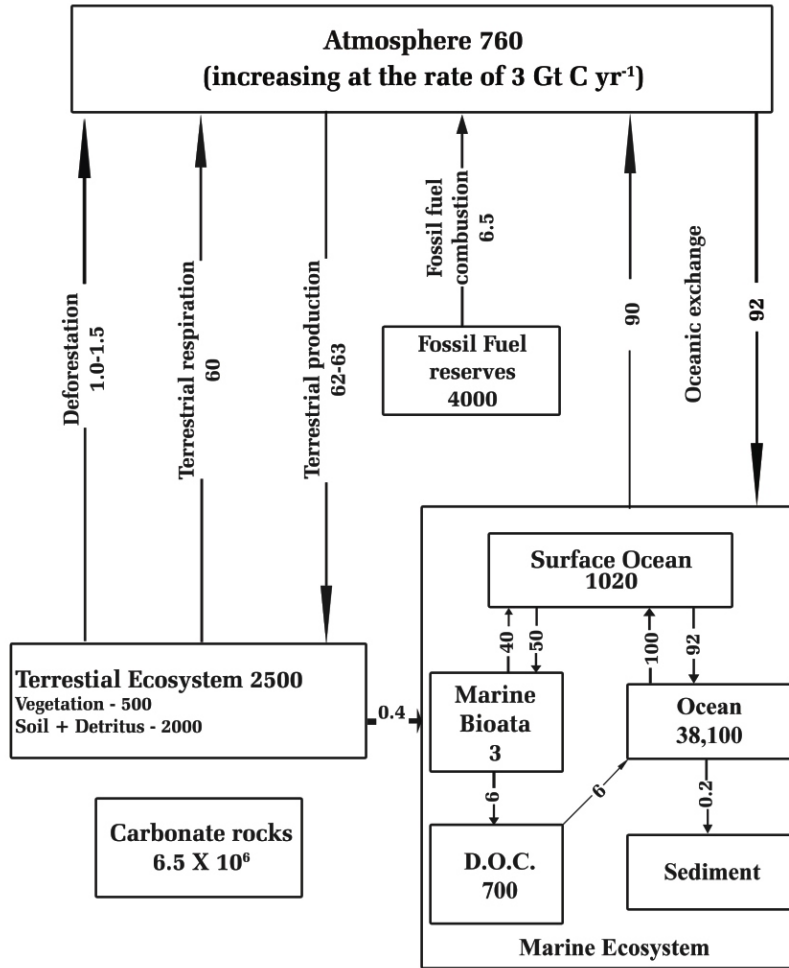 Atmosphere 760
(increasing at the rate of 3 Gt C yr⁻¹)
Deforestation
1.0-1.5
Terrestrial respiration
60
Terrestrial production
62-63
Fossil fuel
combustion
6.5
90
Oceanic exchange
92
Fossil Fuel
reserves
4000
Surface Ocean
1020
40
50
100
92
Terrestial Ecosystem 2500
Vegetation - 500
Soil + Detritus - 2000
0.4
Marine
Bioata
3
Ocean
38,100
6
6
0.2
Carbonate rocks
6.5 X 10⁶
D.O.C.
700
Sediment
Marine Ecosystem